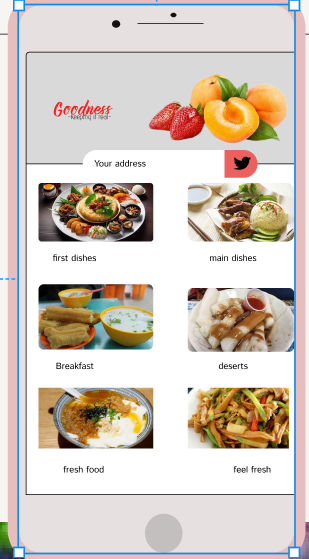 Goodness
-Keeping it real-
Your address
first dishes
main dishes
Breakfast
deserts
fresh food
feel fresh